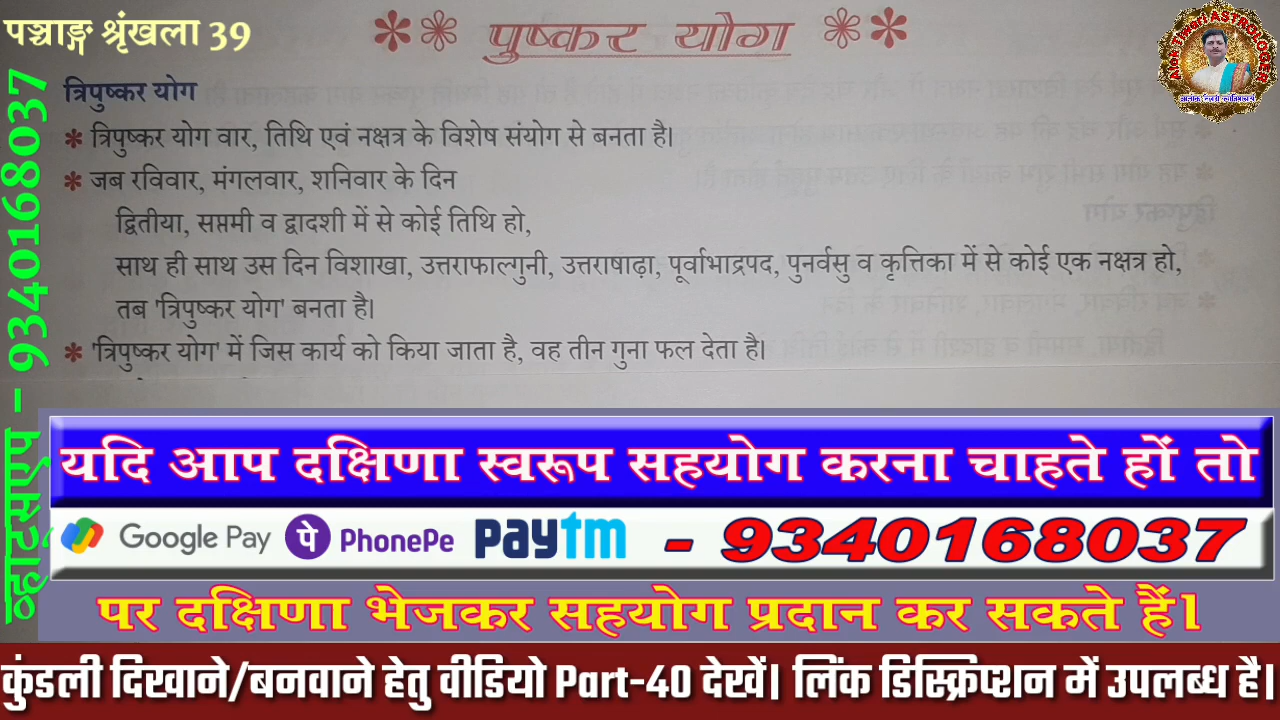 पञ्चाङ्ग श्रृंखला 39
पुष्कर योग
त्रिपुष्कर योग
त्रिपुष्कर योग वार, तिथि एवं नक्षत्र के विशेष संयोग से बनता है।
जब रविवार, मंगलवार, शनिवार के दिन
द्वितीया, सप्तमी व द्वादशी में से कोई तिथि हो,
साथ ही साथ उस दिन विशाखा, उत्तराफाल्गुनी, उत्तराषाढ़ा, पूर्वाभाद्रपद, पुनर्वसु व कृत्तिका में से कोई एक नक्षत्र हो,
तब 'त्रिपुष्कर योग' बनता है।
'त्रिपुष्कर योग' में जिस कार्य को किया जाता है, वह तीन गुना फल देता है।
व्हाट्सएप - 9340168037
यदि आप दक्षिणा स्वरूप सहयोग करना चाहते हों तो
Google Pay पे PhonePe paytm - 9340168037
पर दक्षिणा भेजकर सहयोग प्रदान कर सकते हैं।
कुंडली दिखाने/बनवाने हेतु वीडियो Part-40 देखें। लिंक डिस्क्रिप्शन में उपलब्ध है।